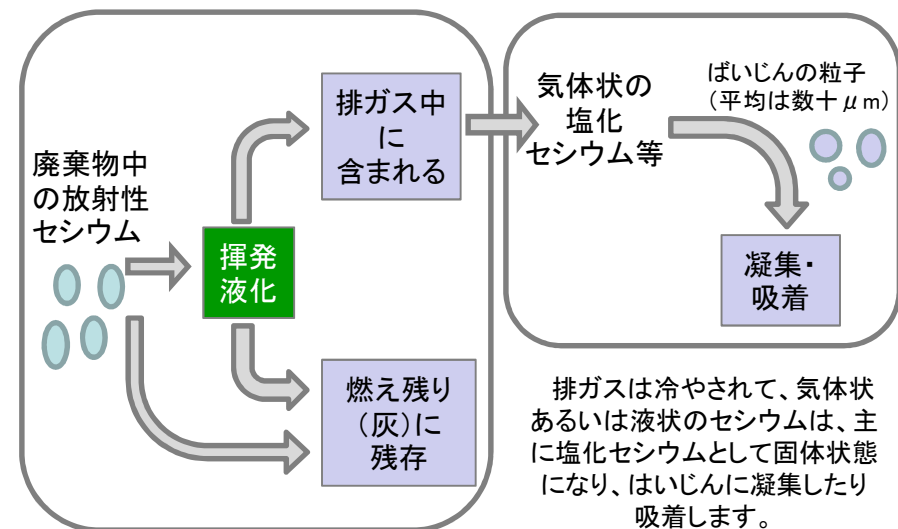 廃棄物中
の放射性
セシウム
揮発
液化
排ガス中
に
含まれる
燃え残り
（灰）に
残存
気体状の
塩化
セシウム等
ばいじんの粒子
（平均は数十μm）
凝集・
吸着
排ガスは冷やされて、気体状
あるいは液状のセシウムは、主
に塩化セシウムとして固体状態
になり、はいじんに凝集したり
吸着します。